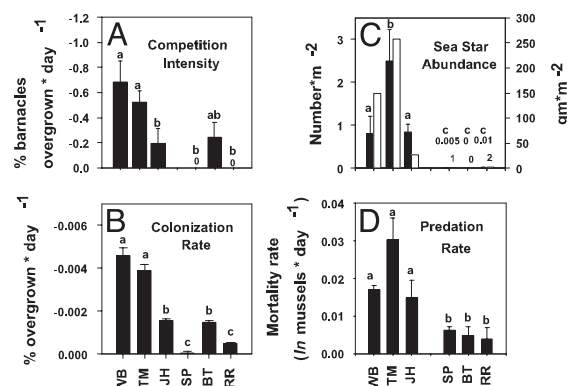 A
Competition
Intensity
% barnacles
overgrown * day -1
-1.2
-1.0
-0.8
-0.6
-0.4
-0.2
0.0
a
a
b
b
0
ab
b
0
C
Sea Star
Abundance
Number*m -2
gm*m -2
3
2
1
0
300
250
200
150
100
50
0
a
b
a
c c c
0.005 0 0.01
1 0 2
B
Colonization
Rate
% overgrown * day -1
-0.006
-0.004
-0.002
0.000
a
a
b
c
b
c
WB TM JH SP BT RR
D
Predation
Rate
Mortality rate
(ln mussels * day -1)
0.04
0.03
0.02
0.01
0.00
a
a
a
b b b
WB TM JH SP BT RR